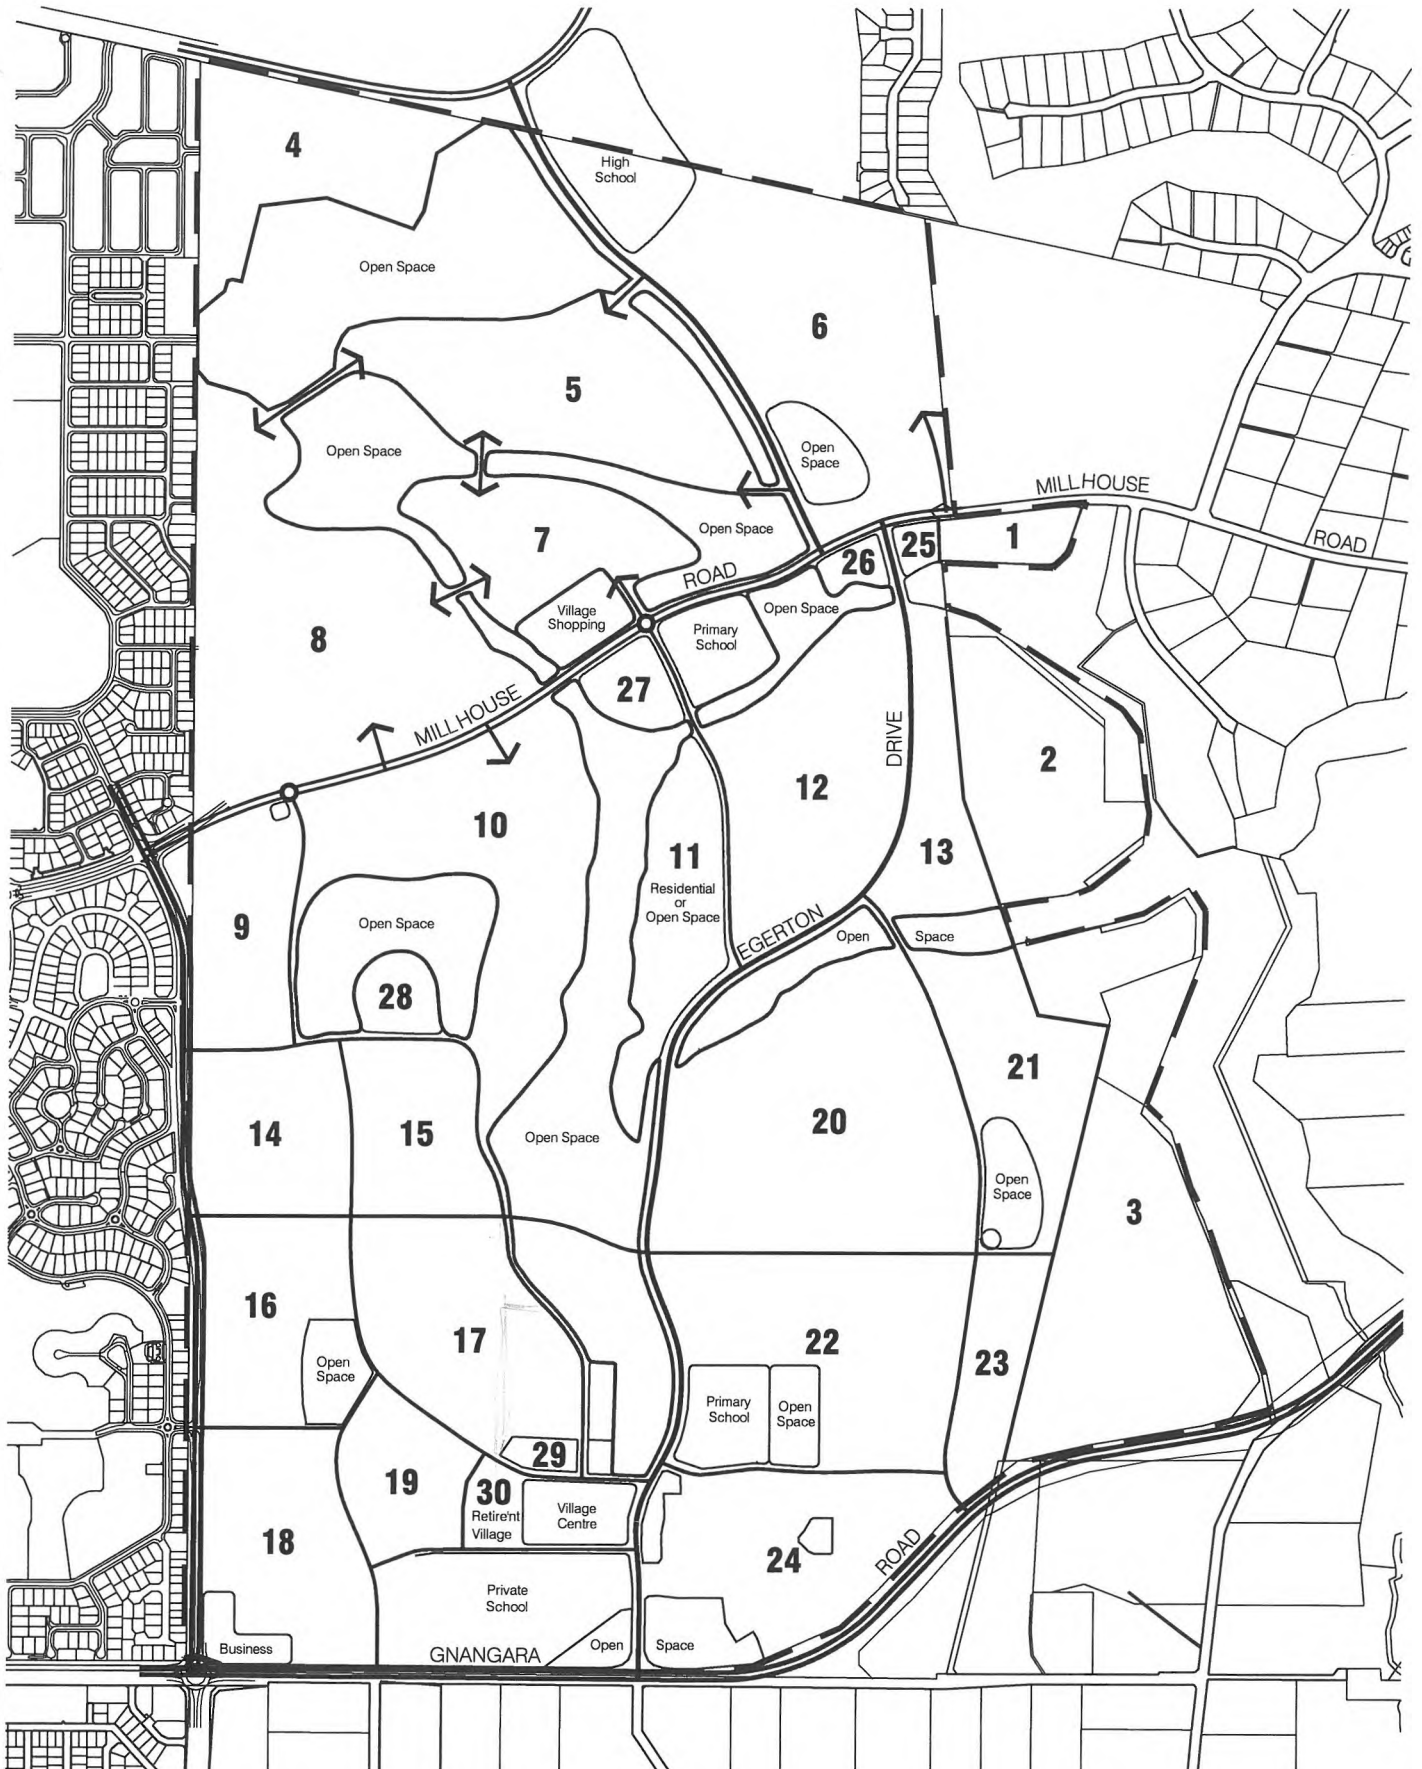 4
High
School
Open Space
6
5
Open
Space
Open Space
MILLHOUSE
7
Open Space
1
ROAD
25
26
ROAD
Village
Shopping
Open Space
Primary
School
8
27
MILLHOUSE
DRIVE
2
12
10
11
Residential
or
Open Space
13
9
Open Space
EGERTON
Open
Space
28
21
20
14
15
Open Space
Open
Space
3
16
17
22
23
Open
Space
Primary
School
Open
Space
29
19
30
Retire'nt
Village
Village
Centre
18
24
ROAD
Private
School
Business
GNANGARA
Open
Space